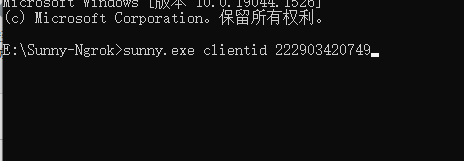 Microsoft Windows [版本 10.0.19044.1526]
(c) Microsoft Corporation。保留所有权利。
E:\Sunny-Ngrok>sunny.exe clientid 222903420749